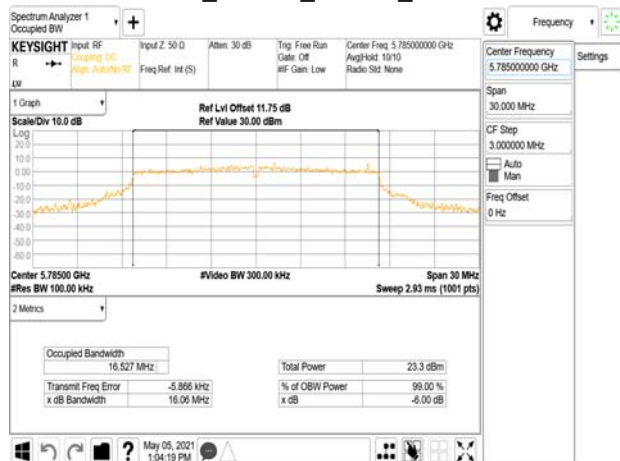 Spectrum Analyzer 1
Occupied BW
Frequency
KEYSIGHT
Input: RF
Coupling: DC
Align: Auto/No RF
Input Z: 50 Ω
Freq Ref: Int (S)
Atten: 30 dB
Trig: Free Run
Gate: Off
#IF Gain: Low
Center Freq: 5.785000000 GHz
Avg|Hold: 10/10
Radio Std: None
R
LXI
1 Graph
Scale/Div 10.0 dB
Ref Lvl Offset 11.75 dB
Ref Value 30.00 dBm
Log
20.0
10.0
0.00
-10.0
-20.0
-30.0
-40.0
-50.0
-60.0
Center 5.78500 GHz
#Res BW 100.00 kHz
#Video BW 300.00 kHz
Span 30 MHz
Sweep 2.93 ms (1001 pts)
2 Metrics
Occupied Bandwidth
16.527 MHz
Transmit Freq Error -5.866 kHz
x dB Bandwidth 16.06 MHz
Total Power 23.3 dBm
% of OBW Power 99.00 %
x dB -6.00 dB
May 05, 2021
1:04:19 PM
Center Frequency
5.785000000 GHz
Settings
Span
30.000 MHz
CF Step
3.000000 MHz
Auto
Man
Freq Offset
0 Hz